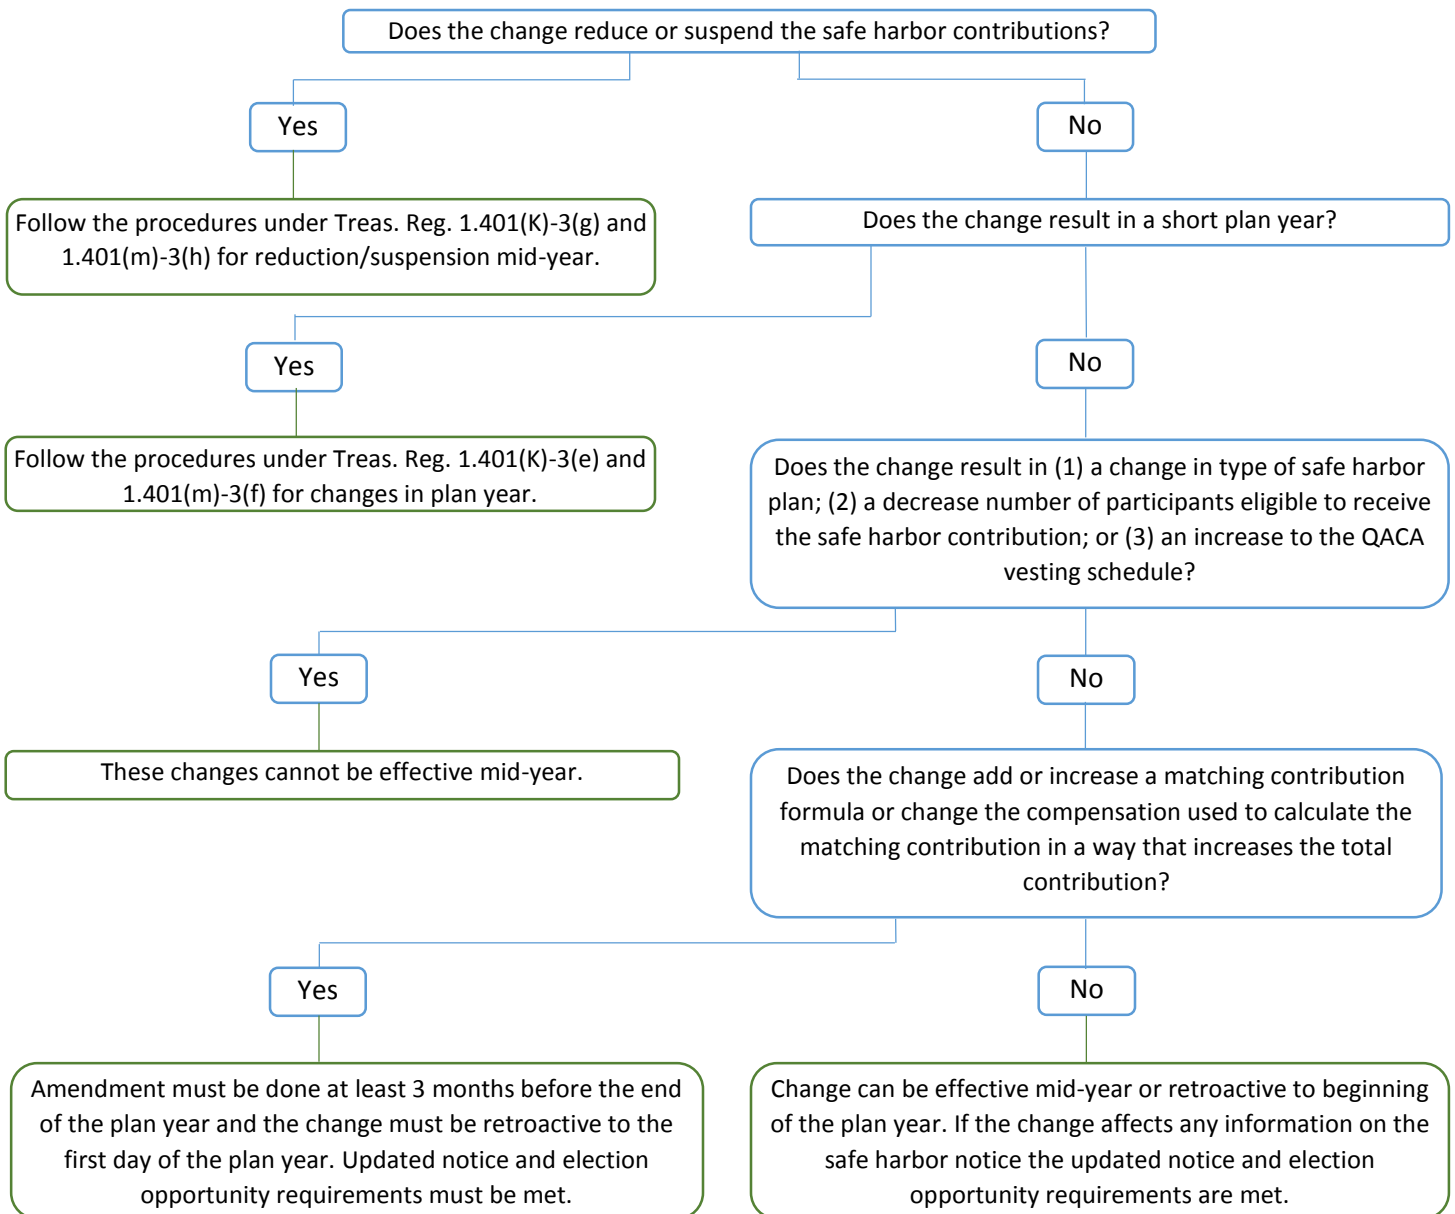 Does the change reduce or suspend the safe harbor contributions?
Yes
No
Follow the procedures under Treas. Reg. 1.401(K)-3(g) and
1.401(m)-3(h) for reduction/suspension mid-year.
Does the change result in a short plan year?
Yes
No
Follow the procedures under Treas. Reg. 1.401(K)-3(e) and
1.401(m)-3(f) for changes in plan year.
Does the change result in (1) a change in type of safe harbor
plan; (2) a decrease number of participants eligible to receive
the safe harbor contribution; or (3) an increase to the QACA
vesting schedule?
Yes
No
These changes cannot be effective mid-year.
Does the change add or increase a matching contribution
formula or change the compensation used to calculate the
matching contribution in a way that increases the total
contribution?
Yes
No
Amendment must be done at least 3 months before the end
of the plan year and the change must be retroactive to the
first day of the plan year. Updated notice and election
opportunity requirements must be met.
Change can be effective mid-year or retroactive to beginning
of the plan year. If the change affects any information on the
safe harbor notice the updated notice and election
opportunity requirements are met.